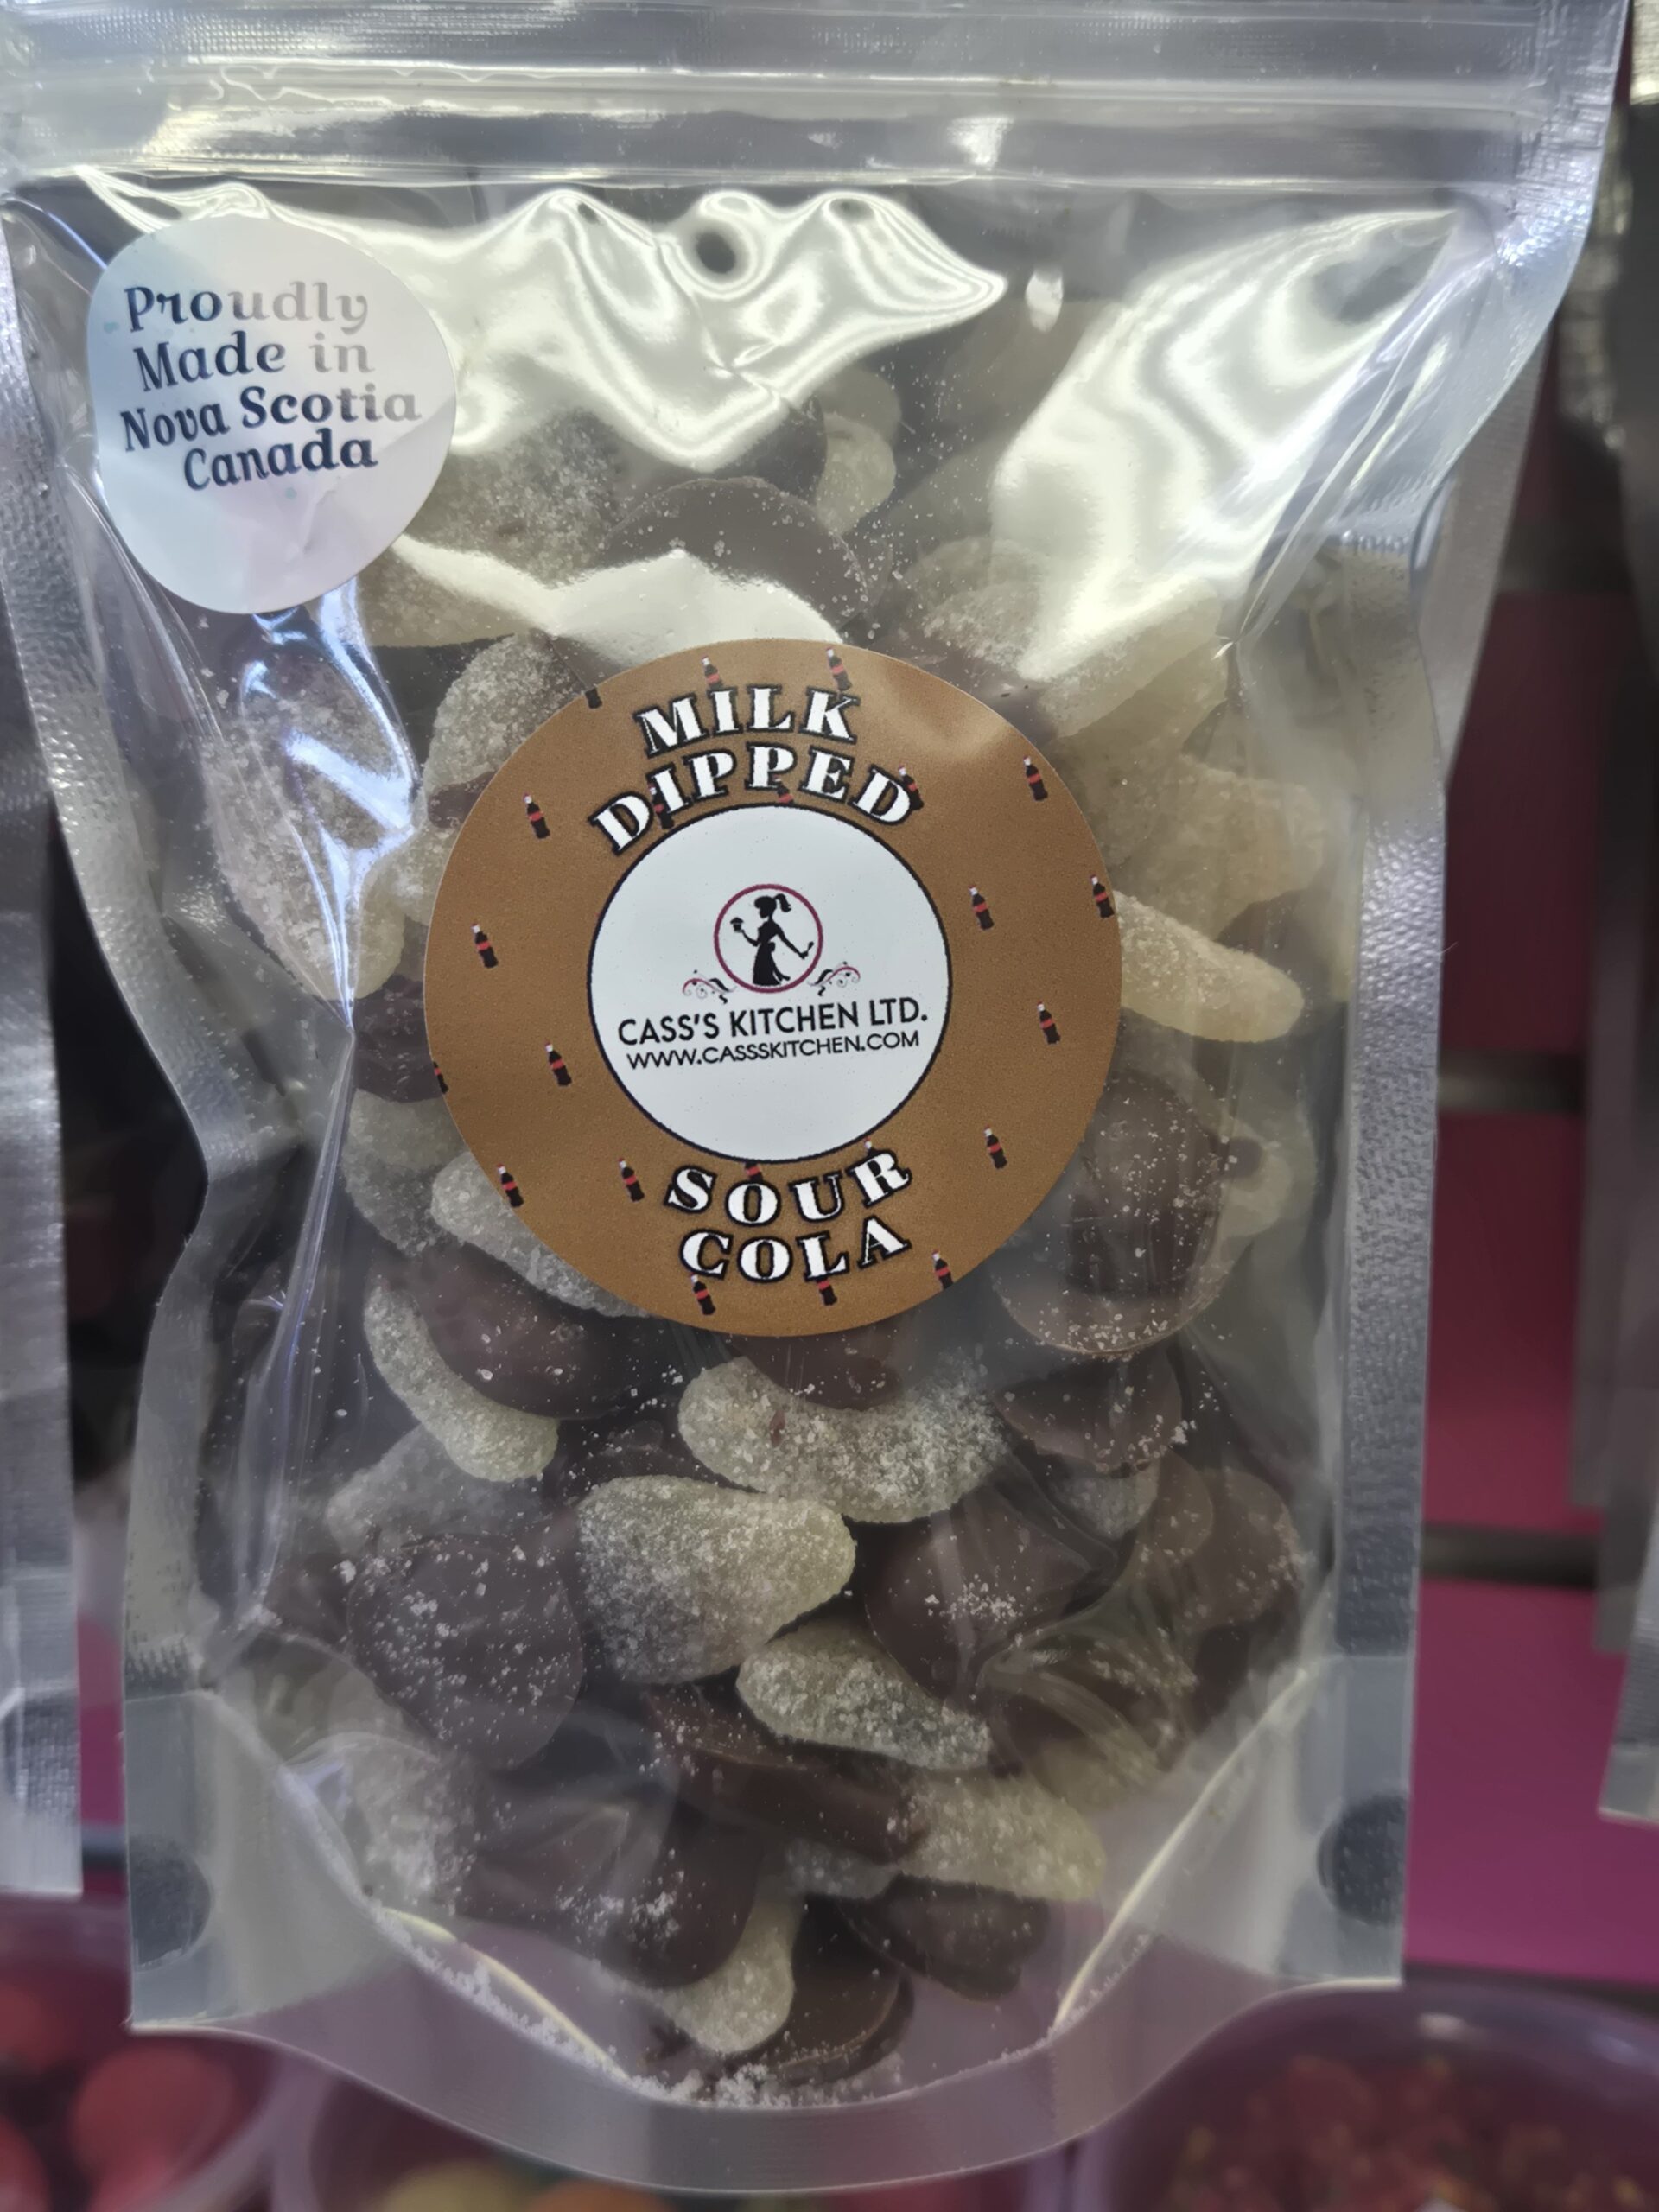 Proudly
Made in
Nova Scotia
Canada
MILK
DIPPED
CASS'S KITCHEN LTD.
WWW.CASSSKITCHEN.COM
SOUR
COLA